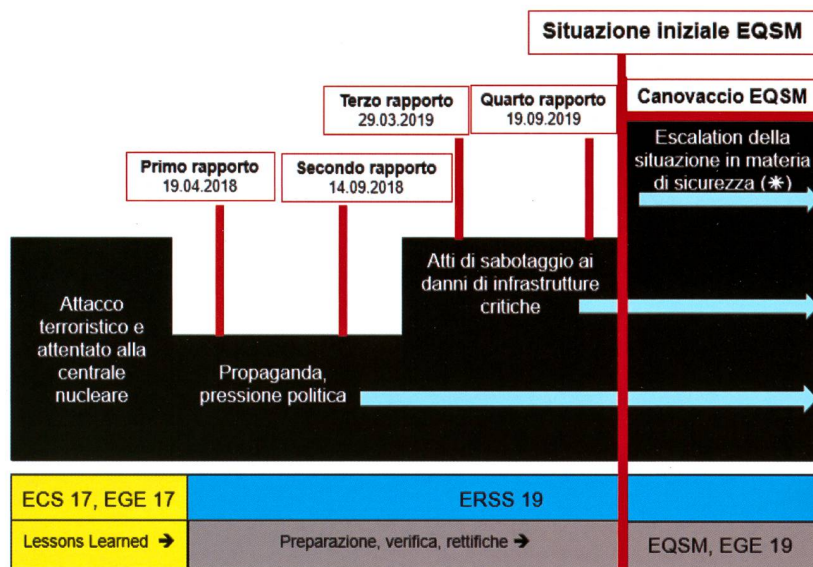 Situazione iniziale EQSM
Terzo rapporto
29.03.2019
Quarto rapporto
19.09.2019
Canovaccio EQSM
Primo rapporto
19.04.2018
Secondo rapporto
14.09.2018
Escalation della
situazione in materia
di sicurezza (✳)
Attacco
terroristico e
attentato alla
centrale
nucleare
Propaganda,
pressione politica
Atti di sabotaggio ai
danni di infrastrutture
critiche
ECS 17, EGE 17
ERSS 19
Lessons Learned ➔
Preparazione, verifica, rettifiche ➔
EQSM, EGE 19